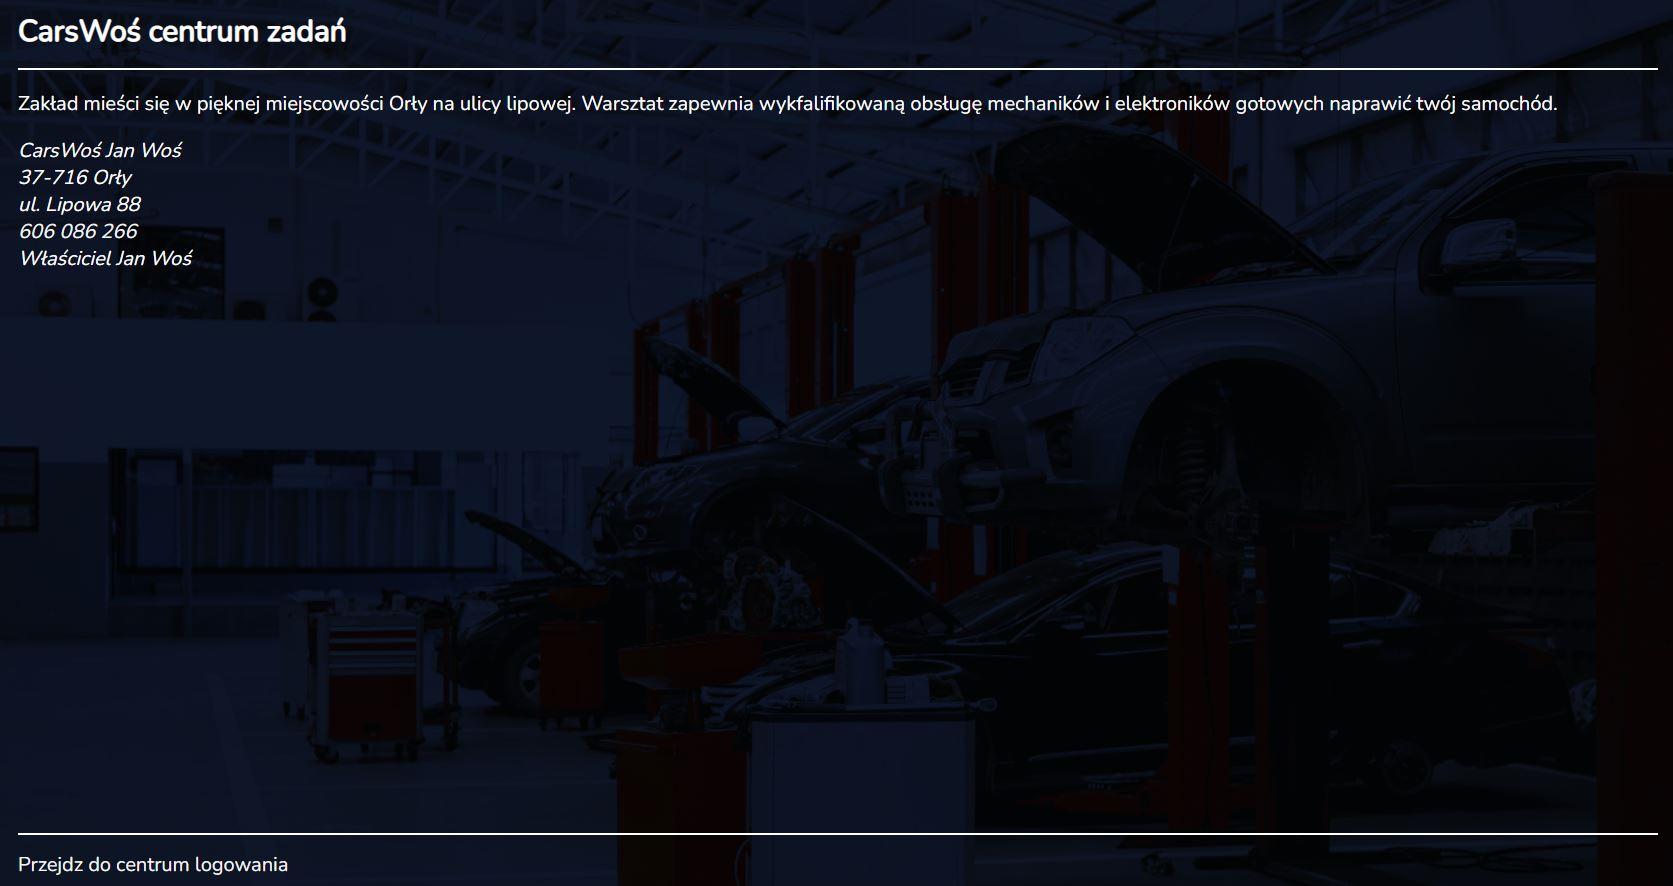 CarsWoś centrum zadań
Zakład mieści się w pięknej miejscowości Orły na ulicy lipowej. Warsztat zapewnia wykfalifikowaną obsługę mechaników i elektroników gotowych naprawić twój samochód.
CarsWoś Jan Woś
37-716 Orły
ul. Lipowa 88
606 086 266
Właściciel Jan Woś
Przejdz do centrum logowania